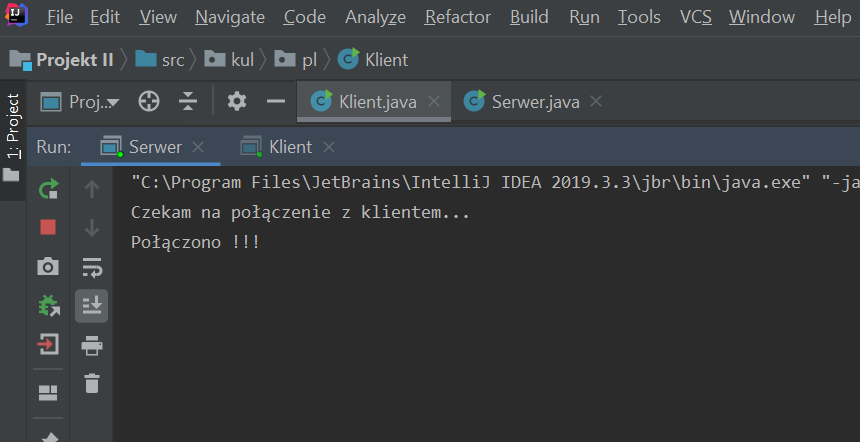 File Edit View Navigate Code Analyze Refactor Build Run Tools VCS Window Help
Projekt II src kul pl Klient
1: Project
Proj... Klient.java Serwer.java
Run: Serwer Klient
"C:\Program Files\JetBrains\IntelliJ IDEA 2019.3.3\jbr\bin\java.exe" "-ja
Czekam na połączenie z klientem...
Połączono !!!